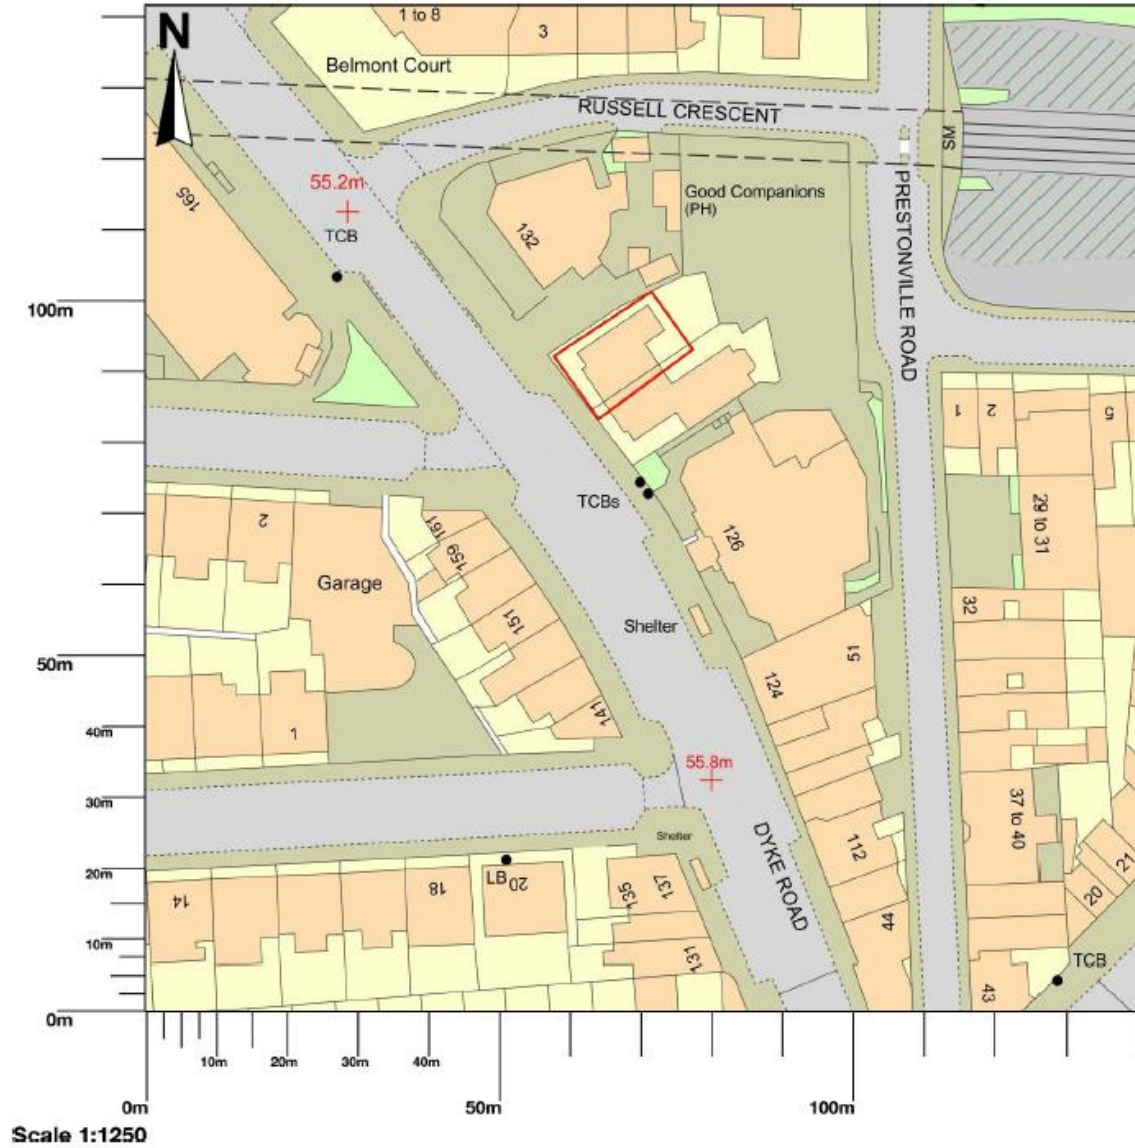 N
1 to 8
3
Belmont Court
RUSSELL CRESCENT
SM
165
55.2m
TCB
132
Good Companions
(PH)
PRESTONVILLE ROAD
100m
1
2
5
TCBs
126
29 to 31
2
161
159
Garage
151
Shelter
32
51
50m
124
141
1
40m
55.8m
30m
37 to 40
Shelter
DYKE ROAD
112
20m
LB
20
18
14
135
137
21
20
44
10m
131
TCB
43
0m
10m
20m
30m
40m
0m
50m
100m
Scale 1:1250